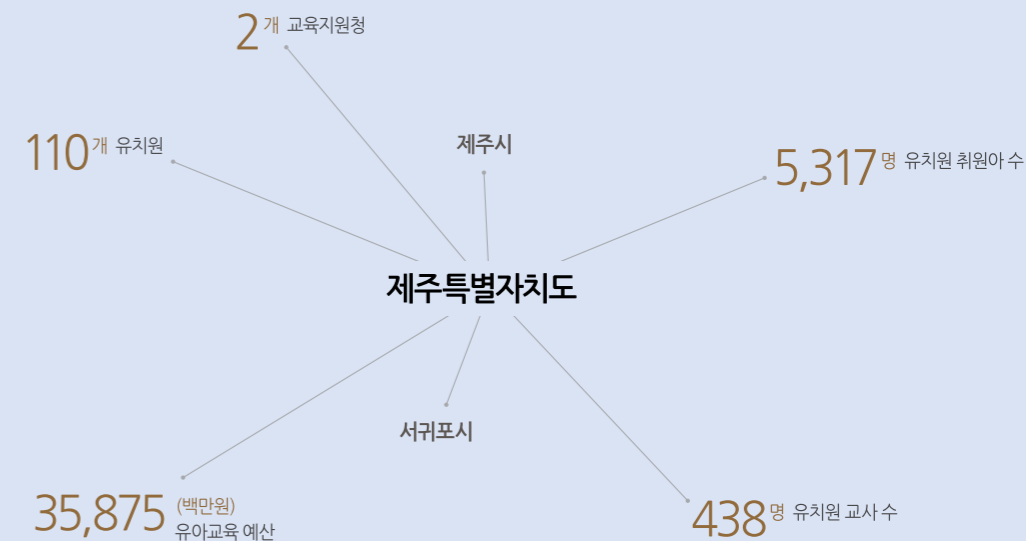 2개 교육지원청
110개 유치원
제주시
5,317명 유치원 취원아 수
제주특별자치도
서귀포시
35,875 (백만원)
유아교육 예산
438명 유치원 교사 수